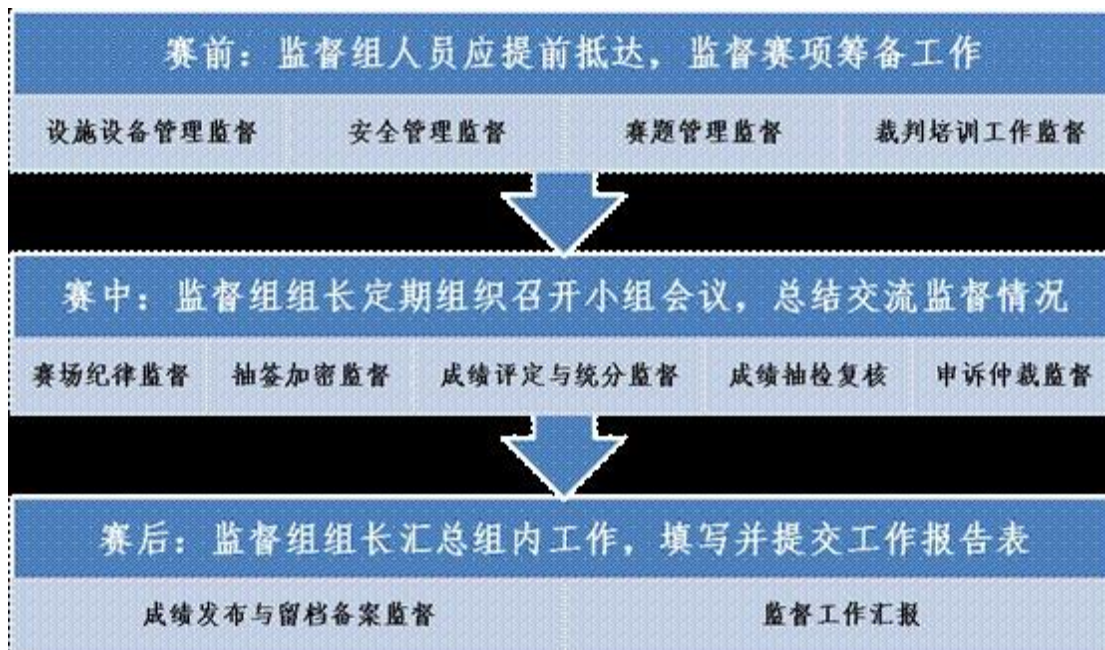 赛前：监督组人员应提前抵达，监督赛项筹备工作
设施设备管理监督 安全管理监督 赛题管理监督 裁判培训工作监督
赛中：监督组组长定期组织召开小组会议，总结交流监督情况
赛场纪律监督 抽签加密监督 成绩评定与统分监督 成绩抽检复核 申诉仲裁监督
赛后：监督组组长汇总组内工作，填写并提交工作报告表
成绩发布与留档备案监督 监督工作汇报